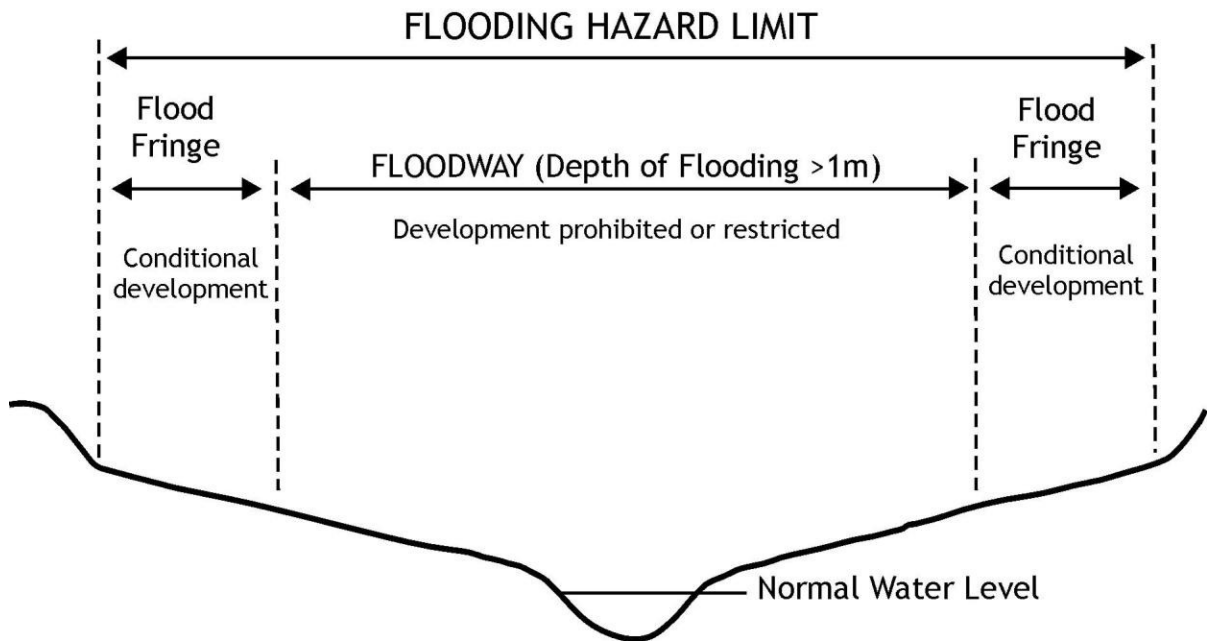 FLOODING HAZARD LIMIT
Flood
Fringe
FLOODWAY (Depth of Flooding >1m)
Flood
Fringe
Conditional
development
Development prohibited or restricted
Conditional
development
Normal Water Level